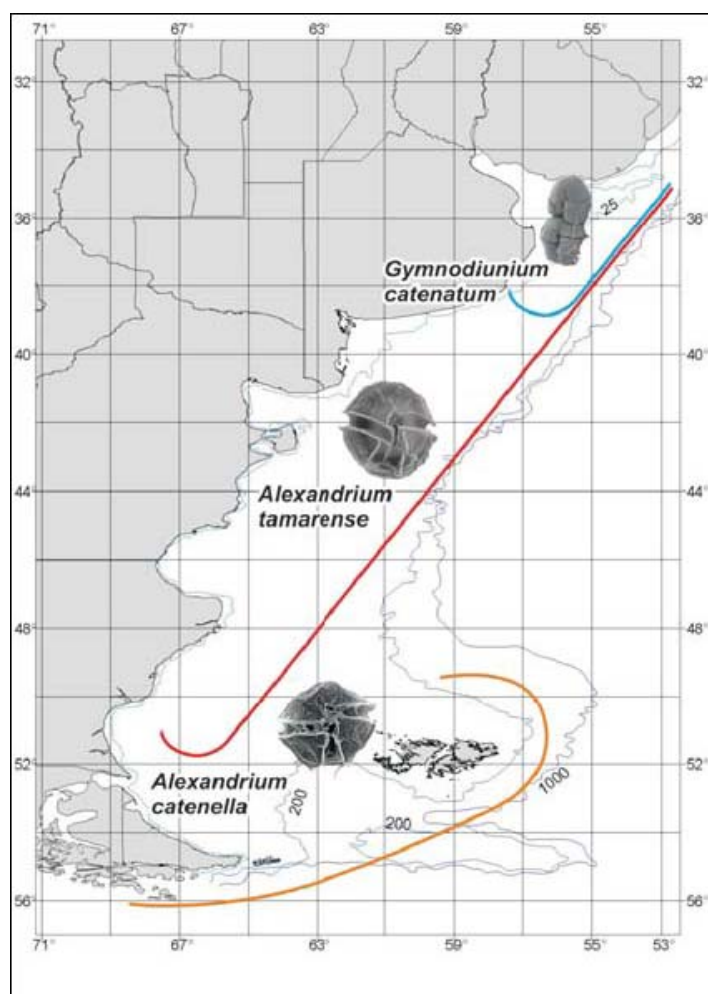 71° 67° 63° 59° 55°
32° 32°
36° 25 36°
Gymnodiunium
catenatum
40° 40°
44° 44°
Alexandrium
tamarense
48° 48°
52° 52°
Alexandrium
catenella
200
200
1000
56° 56°
71° 67° 63° 59° 55° 53°